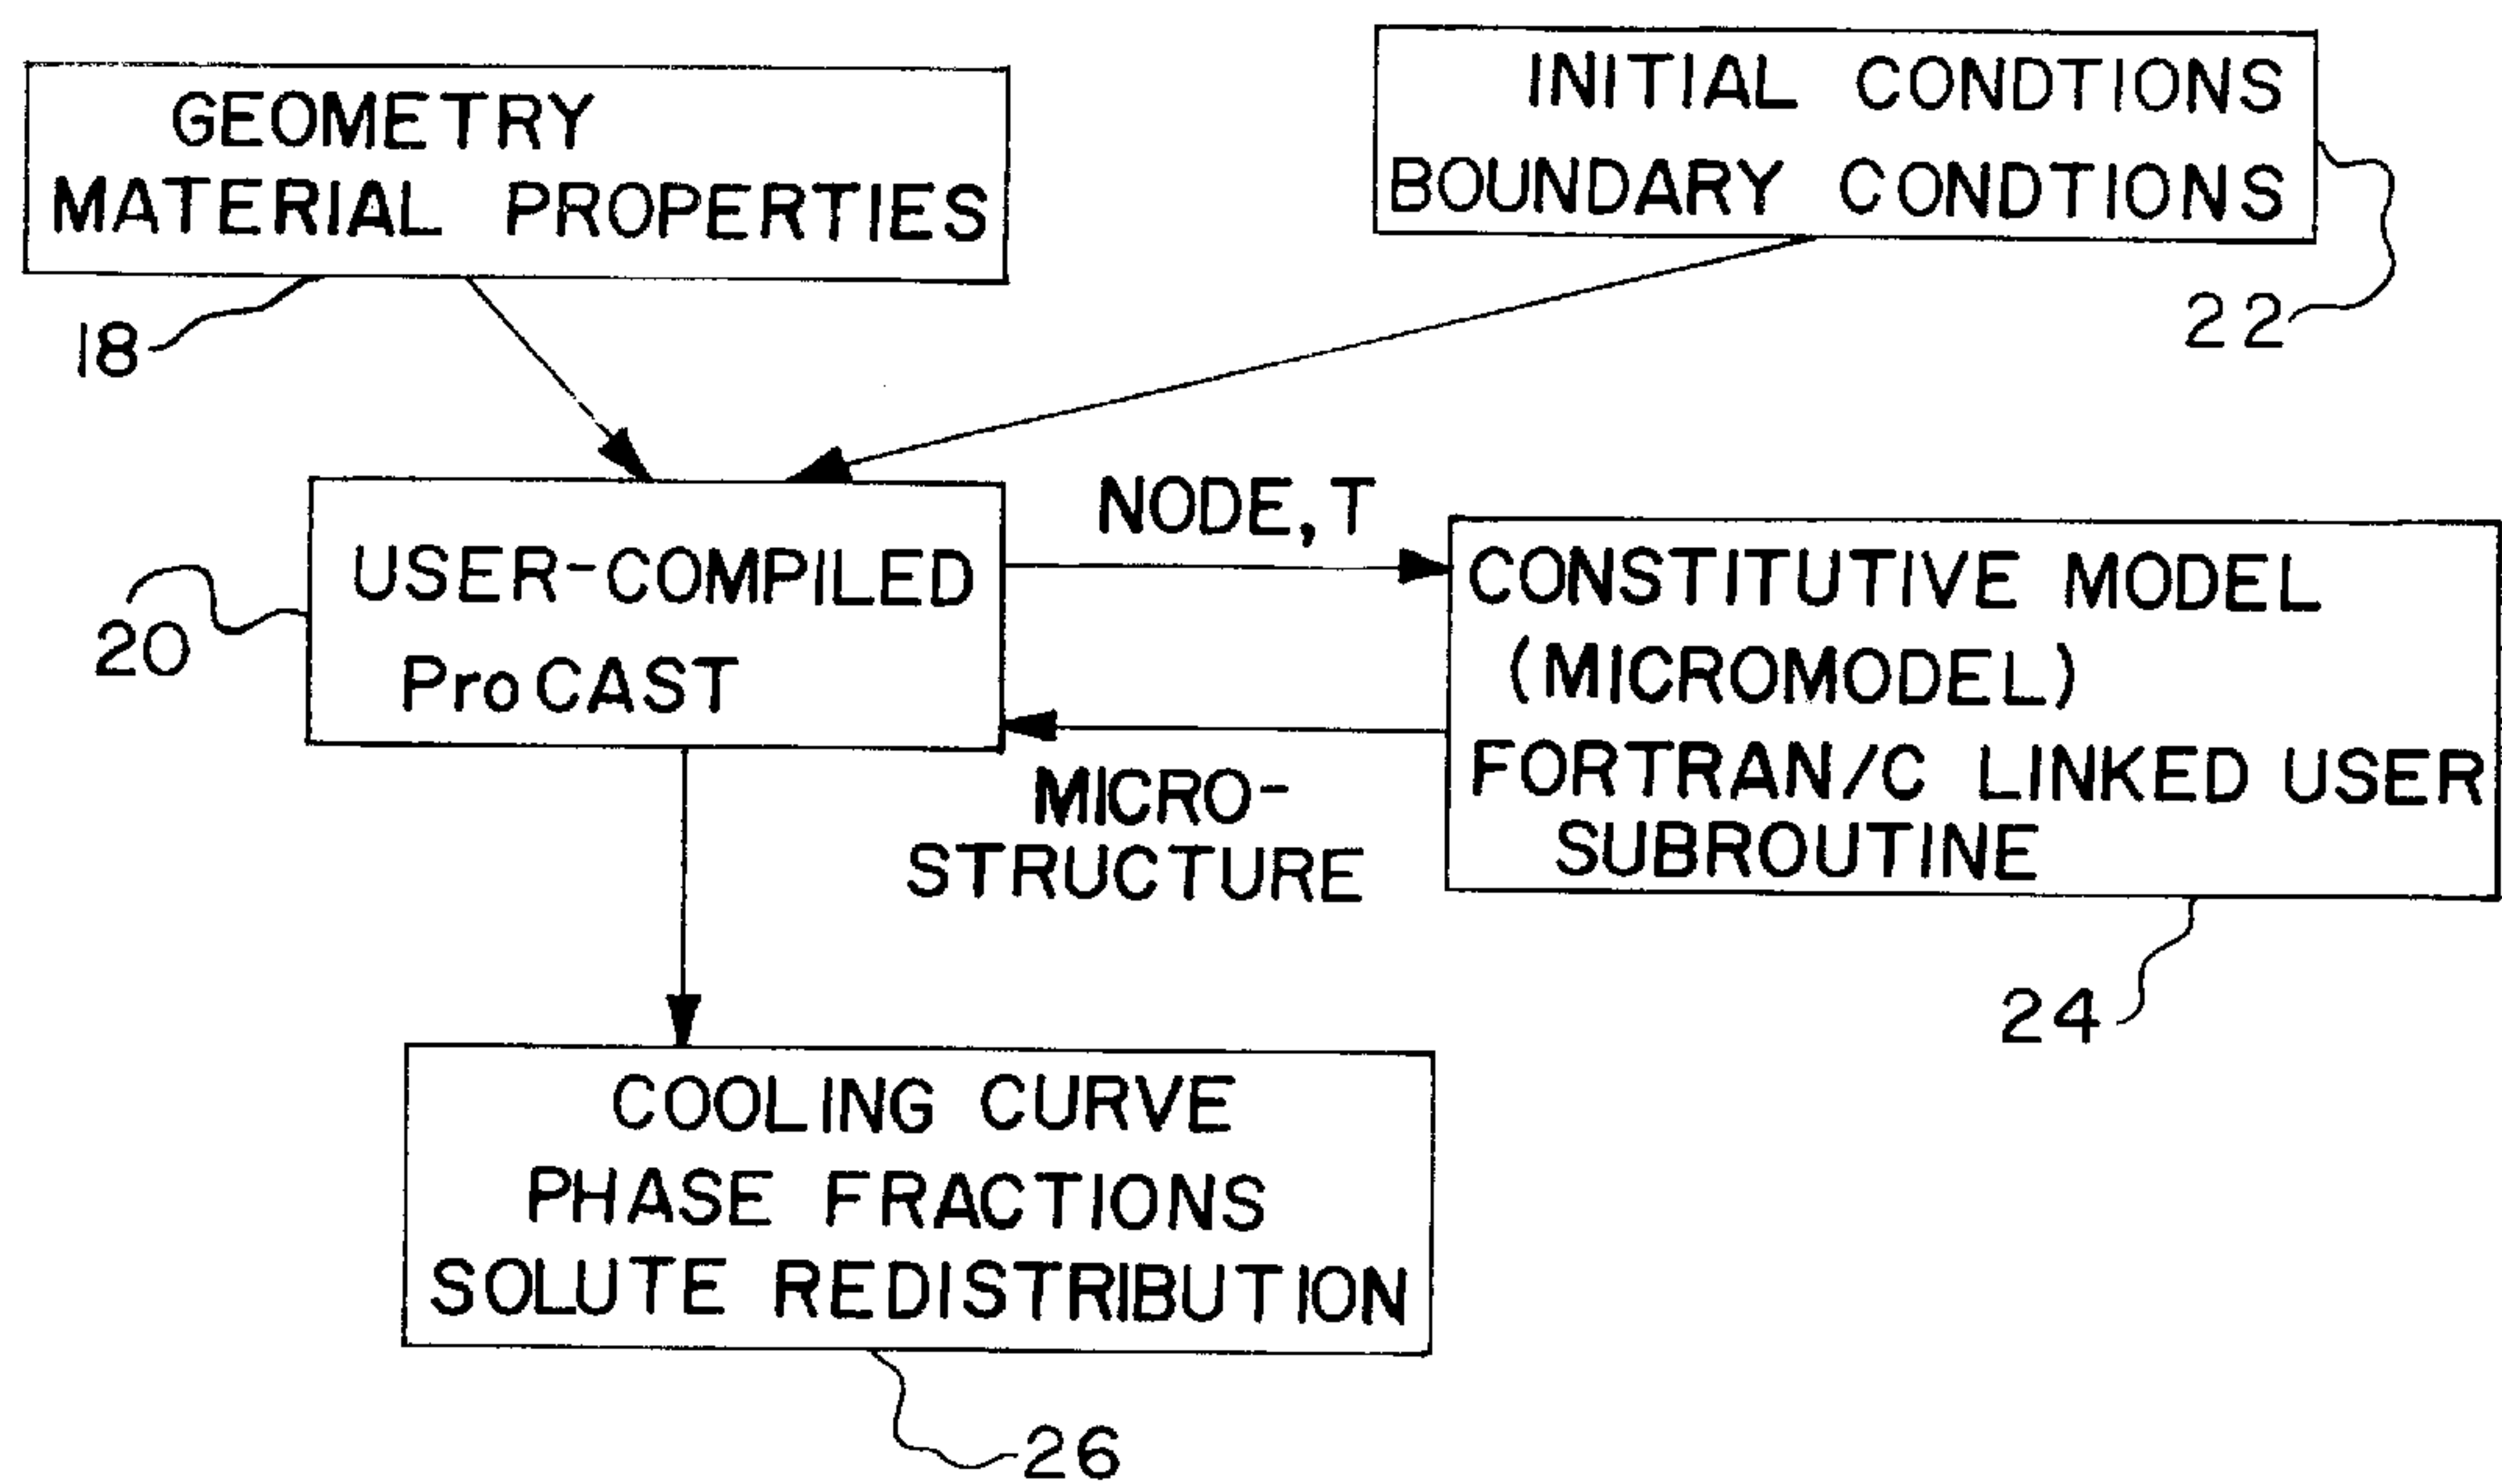 GEOMETRY
MATERIAL PROPERTIES
18
INITIAL CONDTIONS
BOUNDARY CONDTIONS
22
USER-COMPILED
ProCAST
20
NODE,T
MICRO-
STRUCTURE
CONSTITUTIVE MODEL
(MICROMODEL)
FORTRAN/C LINKED USER
SUBROUTINE
24
COOLING CURVE
PHASE FRACTIONS
SOLUTE REDISTRIBUTION
26